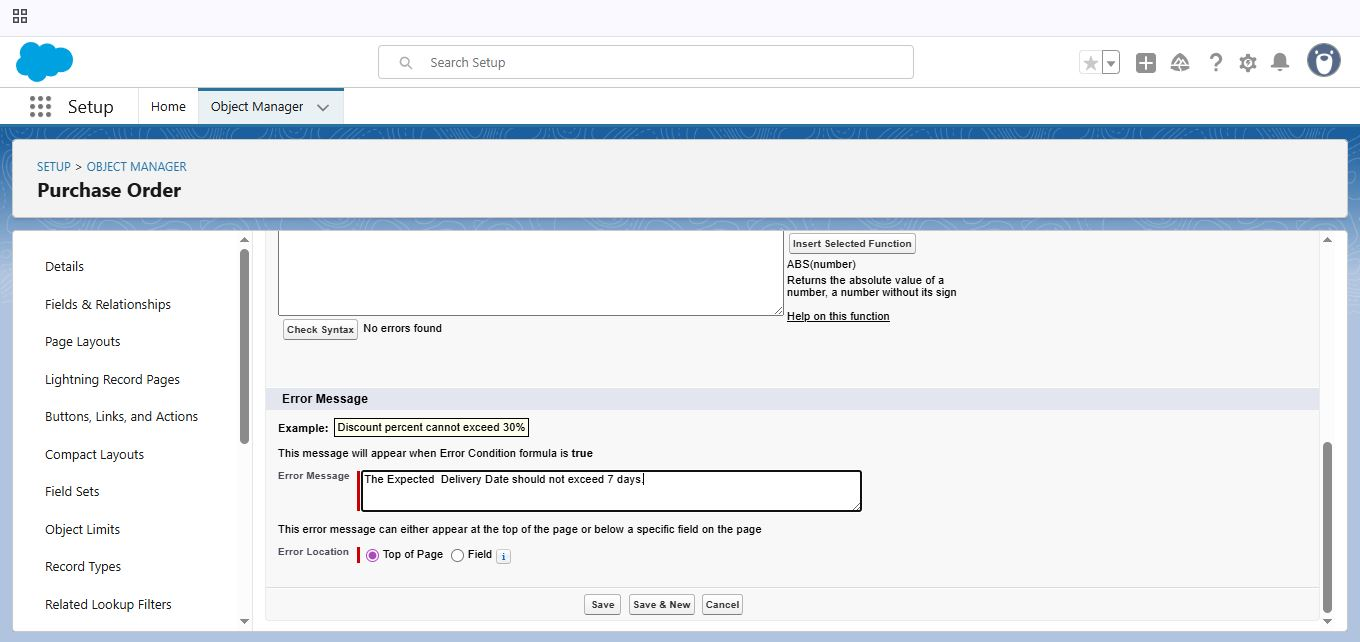 Search Setup
Setup
Home
Object Manager
SETUP > OBJECT MANAGER
Purchase Order
Details
Fields & Relationships
Page Layouts
Lightning Record Pages
Buttons, Links, and Actions
Compact Layouts
Field Sets
Object Limits
Record Types
Related Lookup Filters
Insert Selected Function
ABS(number)
Returns the absolute value of a
number, a number without its sign
Help on this function
Check Syntax No errors found
Error Message
Example: Discount percent cannot exceed 30%
This message will appear when Error Condition formula is true
Error Message The Expected  Delivery Date should not exceed 7 days.
This error message can either appear at the top of the page or below a specific field on the page
Error Location Top of Page Field i
Save Save & New Cancel